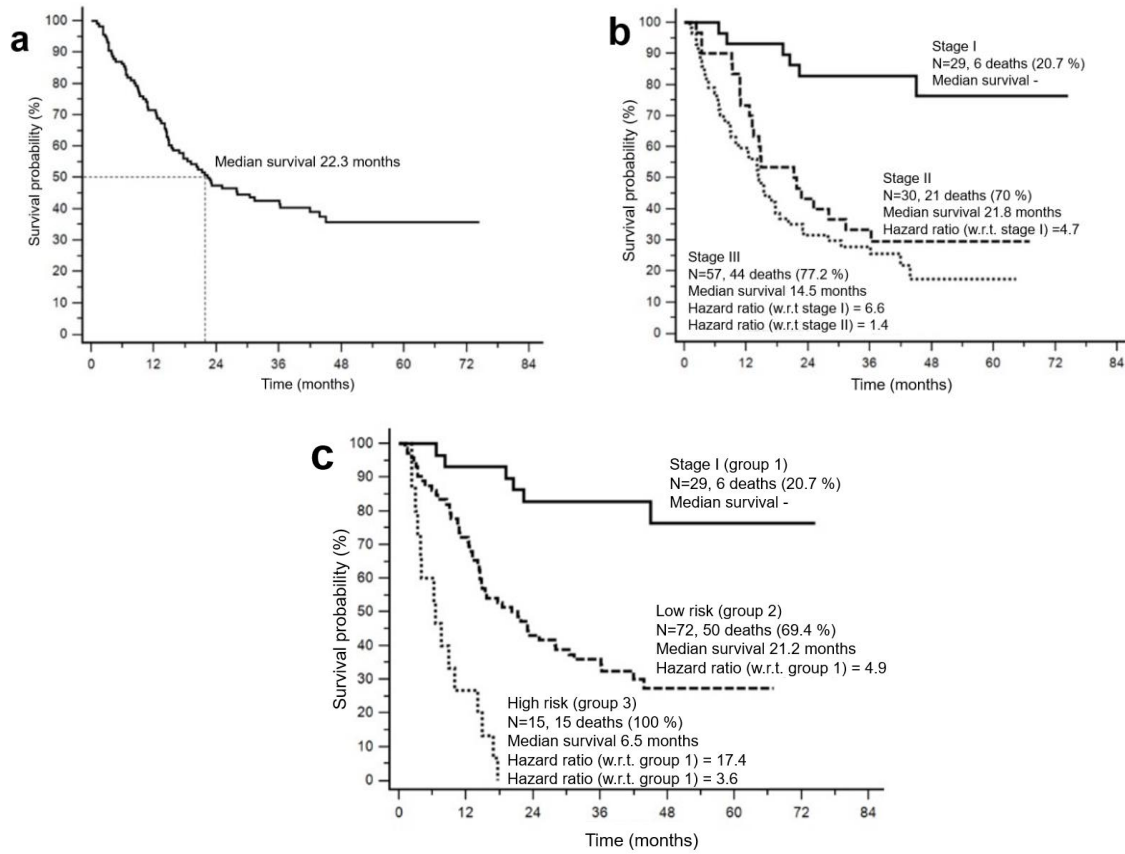 a
Survival probability (%)
100
90
80
70
60
50
40
30
20
10
0
Median survival 22.3 months
0 12 24 36 48 60 72 84
Time (months)
b
Survival probability (%)
100
90
80
70
60
50
40
30
20
10
0
Stage I
N=29, 6 deaths (20.7 %)
Median survival -
Stage II
N=30, 21 deaths (70 %)
Median survival 21.8 months
Hazard ratio (w.r.t. stage I) =4.7
Stage III
N=57, 44 deaths (77.2 %)
Median survival 14.5 months
Hazard ratio (w.r.t stage I) = 6.6
Hazard ratio (w.r.t stage II) = 1.4
0 12 24 36 48 60 72 84
Time (months)
c
Survival probability (%)
100
90
80
70
60
50
40
30
20
10
0
Stage I (group 1)
N=29, 6 deaths (20.7 %)
Median survival -
Low risk (group 2)
N=72, 50 deaths (69.4 %)
Median survival 21.2 months
Hazard ratio (w.r.t. group 1) = 4.9
High risk (group 3)
N=15, 15 deaths (100 %)
Median survival 6.5 months
Hazard ratio (w.r.t. group 1) = 17.4
Hazard ratio (w.r.t. group 1) = 3.6
0 12 24 36 48 60 72 84
Time (months)